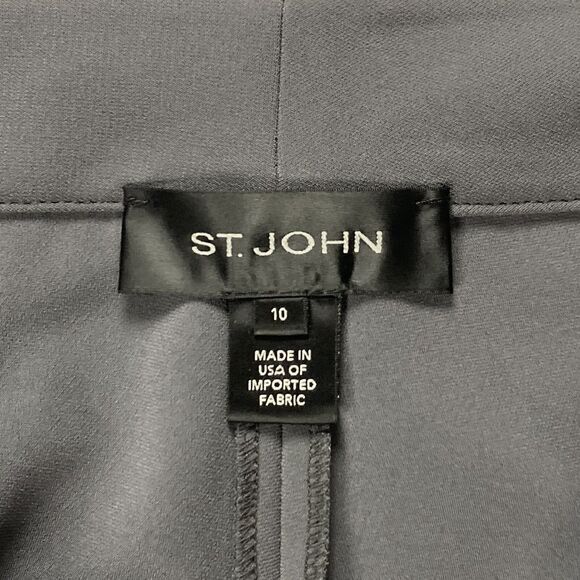 ST. JOHN
10
MADE IN
USA OF
IMPORTED
FABRIC